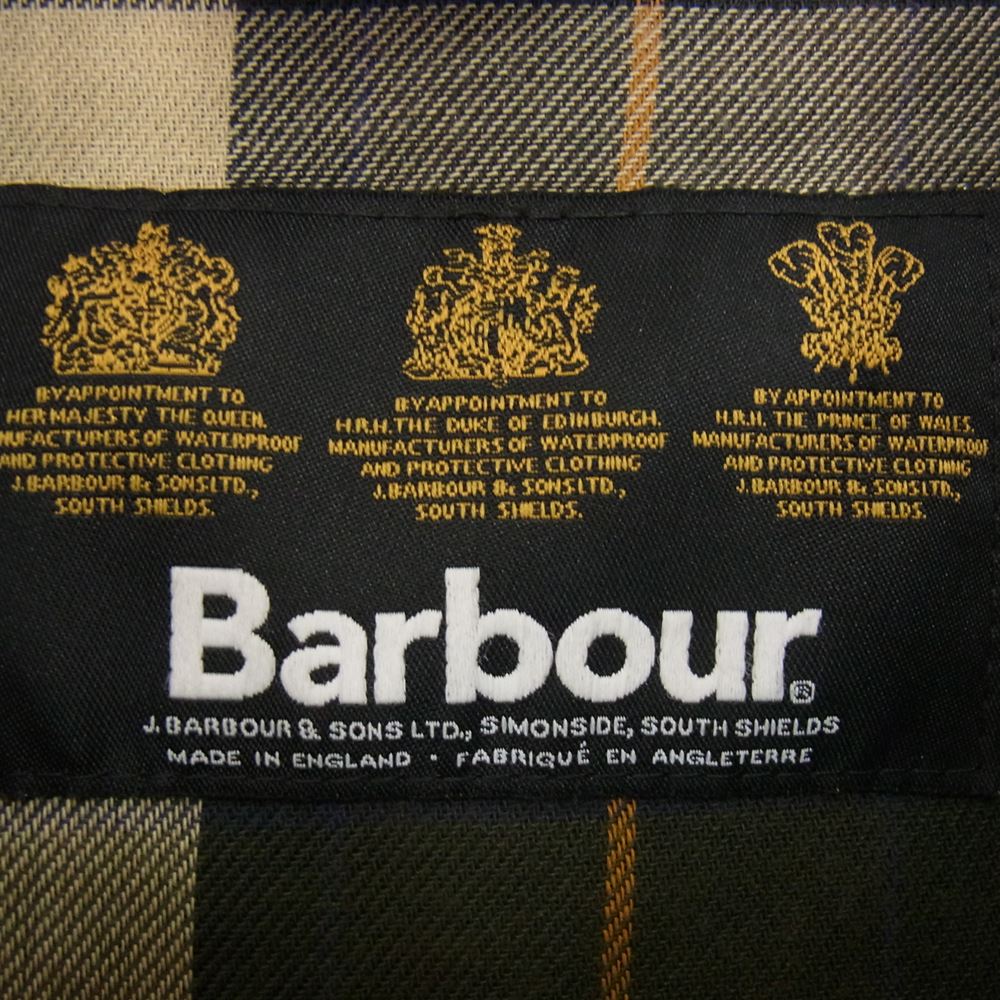 BY APPOINTMENT TO
HER MAJESTY THE QUEEN
NUFACTURERS OF WATERPROOF
AND PROTECTIVE CLOTHING
J. BARBOUR & SONS LTD.,
SOUTH SHIELDS.
BY APPOINTMENT TO
H.R.H. THE DUKE OF EDINBURGH
MANUFACTURERS OF WATERPROOF
AND PROTECTIVE CLOTHING
J. BARBOUR & SONS LTD.,
SOUTH SHIELDS.
BY APPOINTMENT TO
H.R.H. THE PRINCE OF WALES
MANUFACTURERS OF WATERPROOF
AND PROTECTIVE CLOTHING
J. BARBOUR & SONS LTD.,
SOUTH SHIELDS.
Barbour®
J. BARBOUR & SONS LTD., SIMONSIDE, SOUTH SHIELDS
MADE IN ENGLAND · FABRIQUÉ EN ANGLETERRE